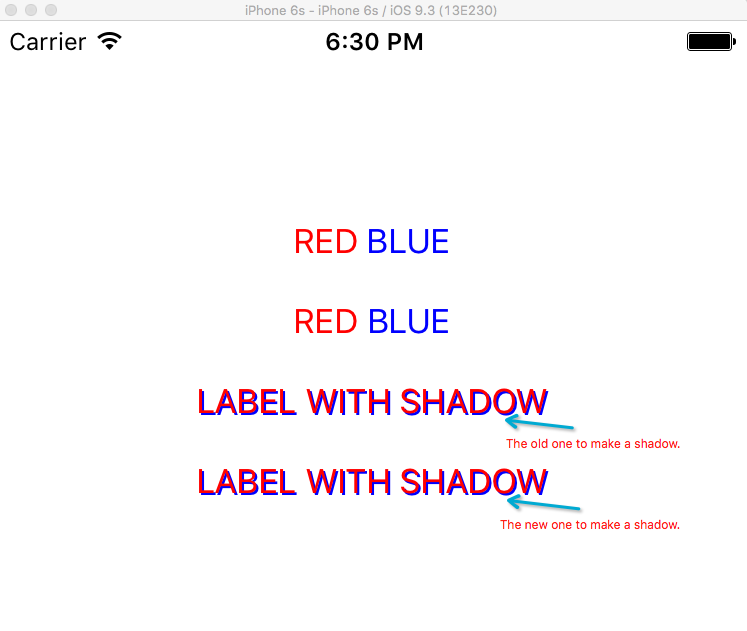 iPhone 6s - iPhone 6s / iOS 9.3 (13E230)
Carrier 6:30 PM
RED BLUE
RED BLUE
LABEL WITH SHADOW
The old one to make a shadow.
LABEL WITH SHADOW
The new one to make a shadow.